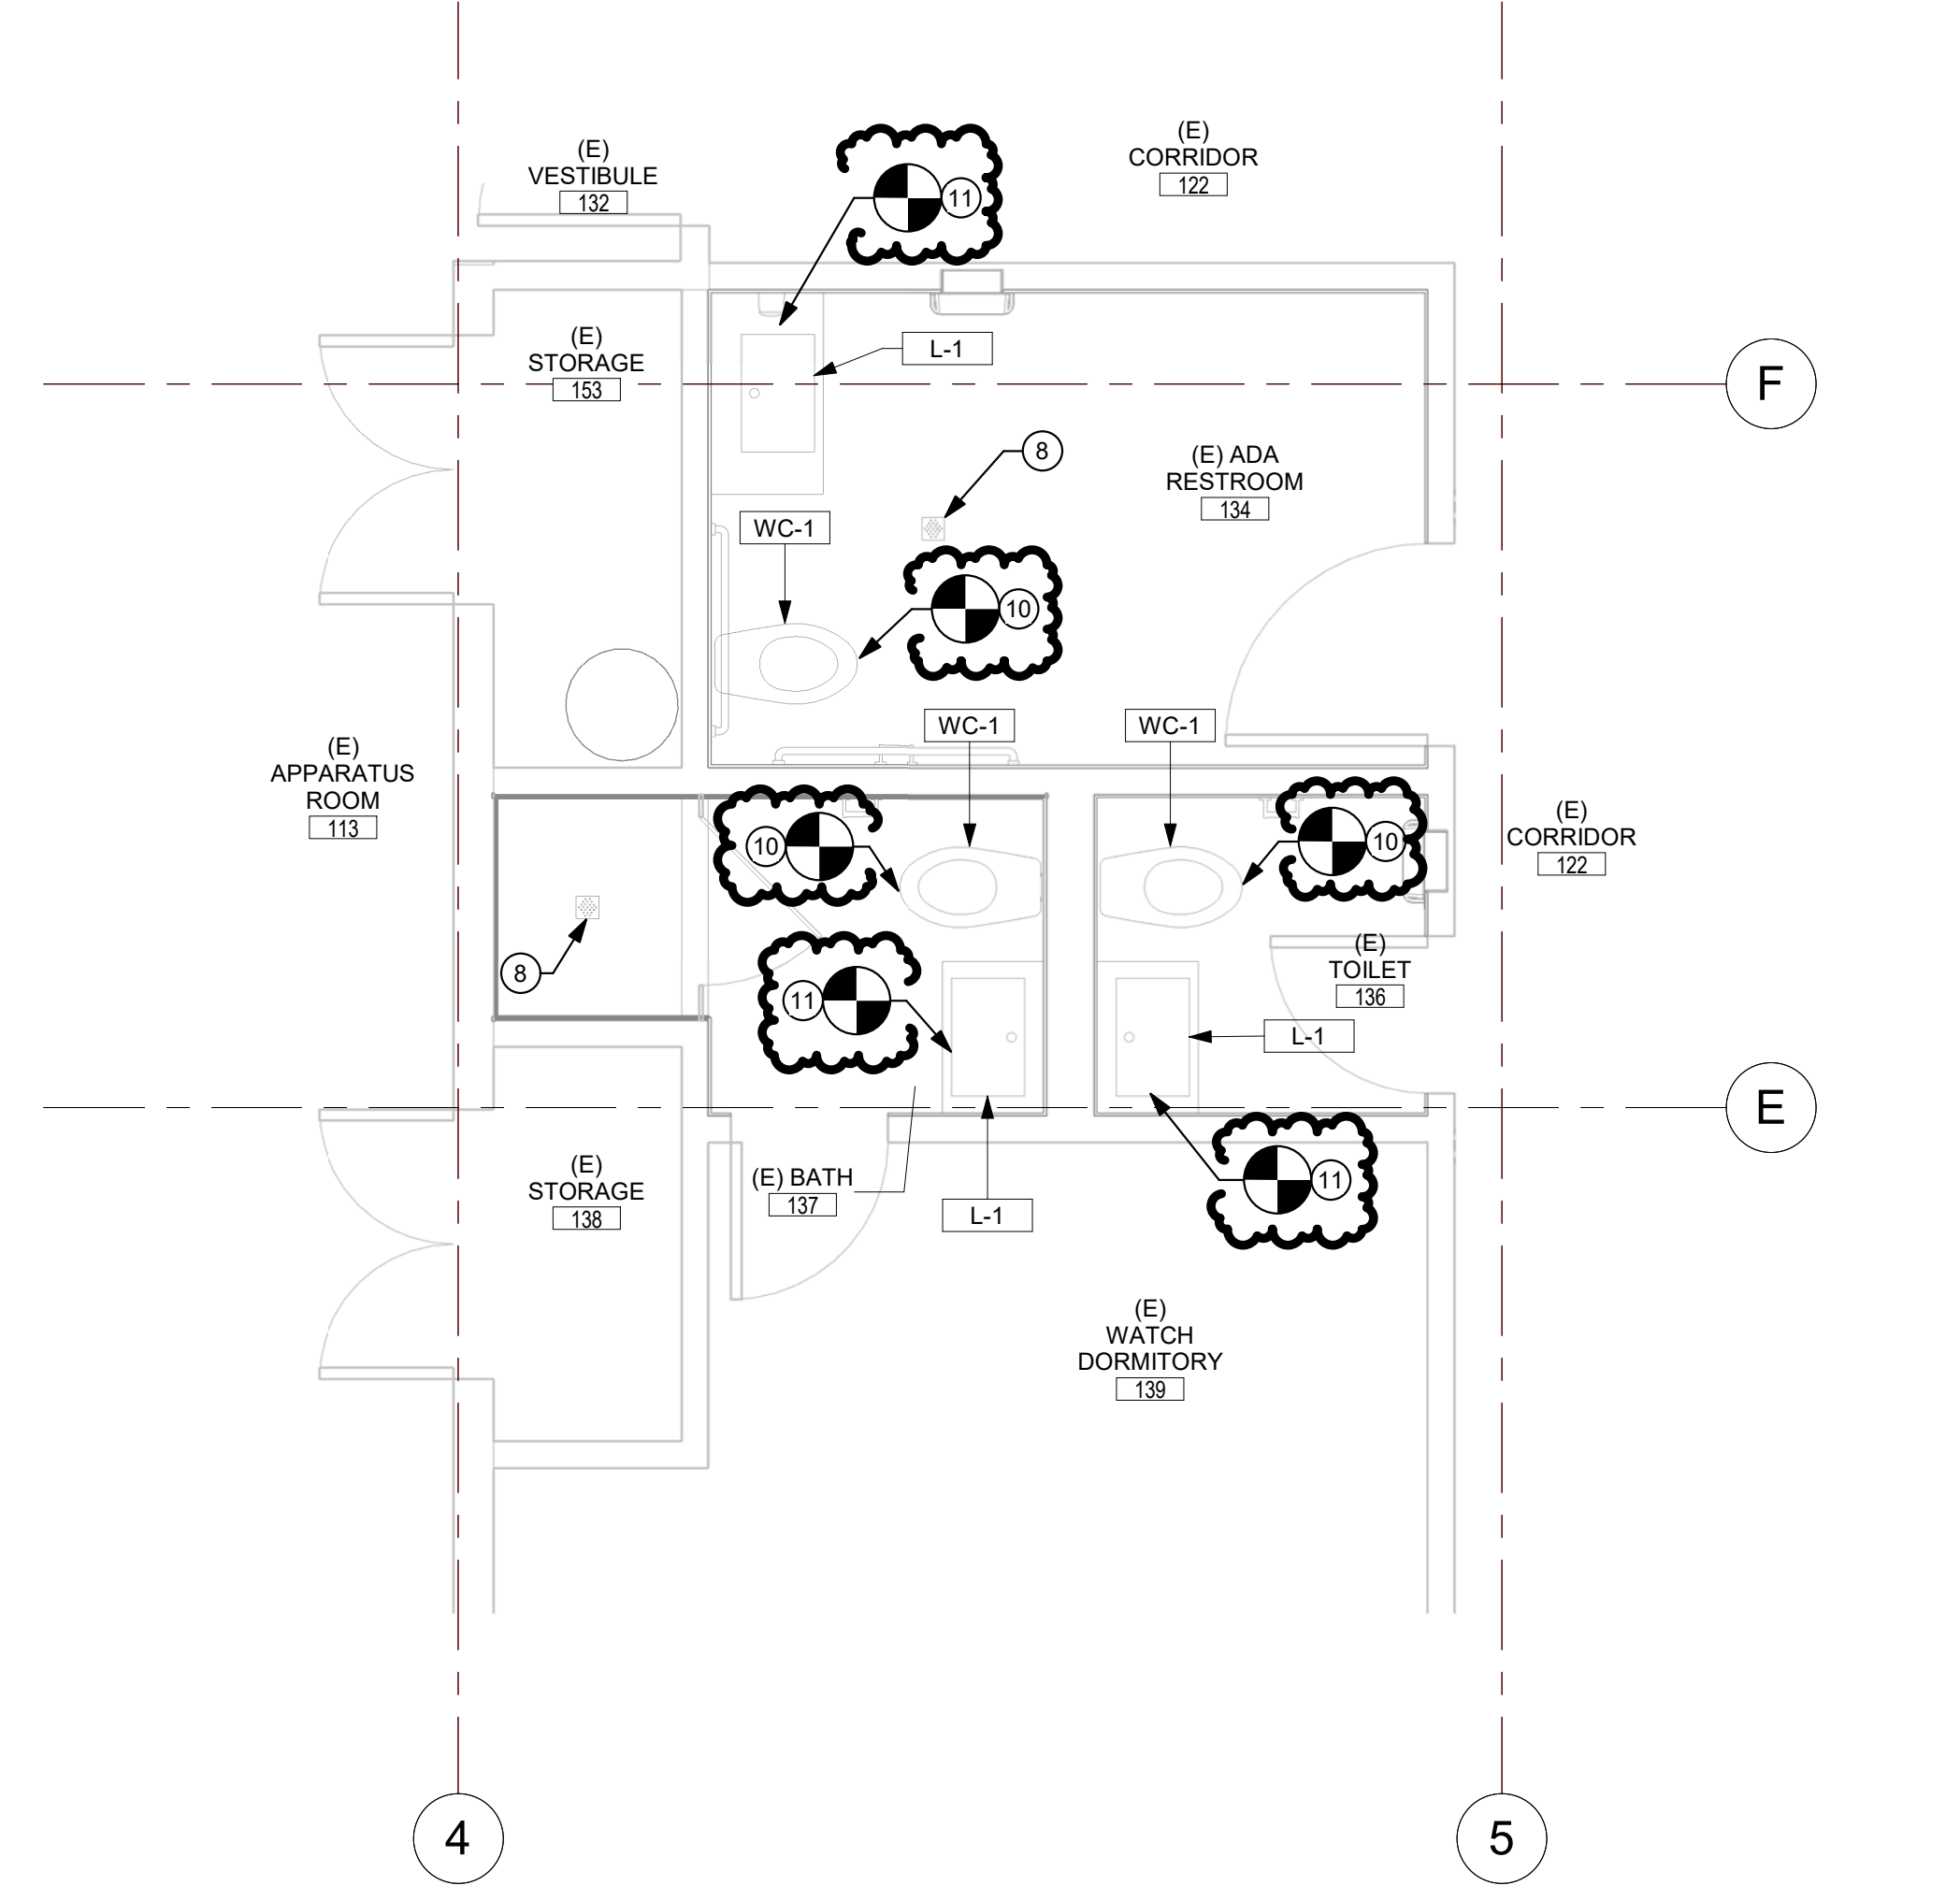 (E)
VESTIBULE
132
(E)
CORRIDOR
122
11
(E)
STORAGE
153
L-1
F
8
(E) ADA
RESTROOM
134
WC-1
10
WC-1
WC-1
(E)
APPARATUS
ROOM
113
10
10
(E)
CORRIDOR
122
8
11
(E)
TOILET
136
L-1
E
(E)
STORAGE
138
(E) BATH
137
L-1
11
(E)
WATCH
DORMITORY
139
4
5